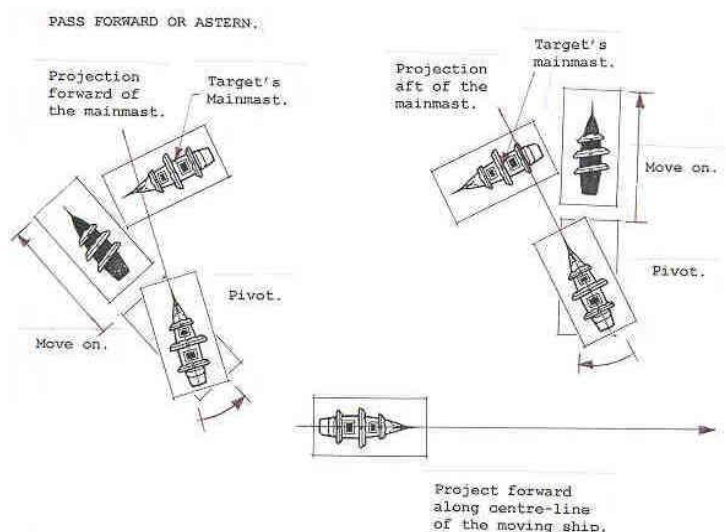 PASS FORWARD OR ASTERN.
Projection
forward of
the mainmast.
Target's
Mainmast.
Move on.
Pivot.
Target's
mainmast.
Projection
aft of the
mainmast.
Move on.
Pivot.
Project forward
along centre-line
of the moving ship.